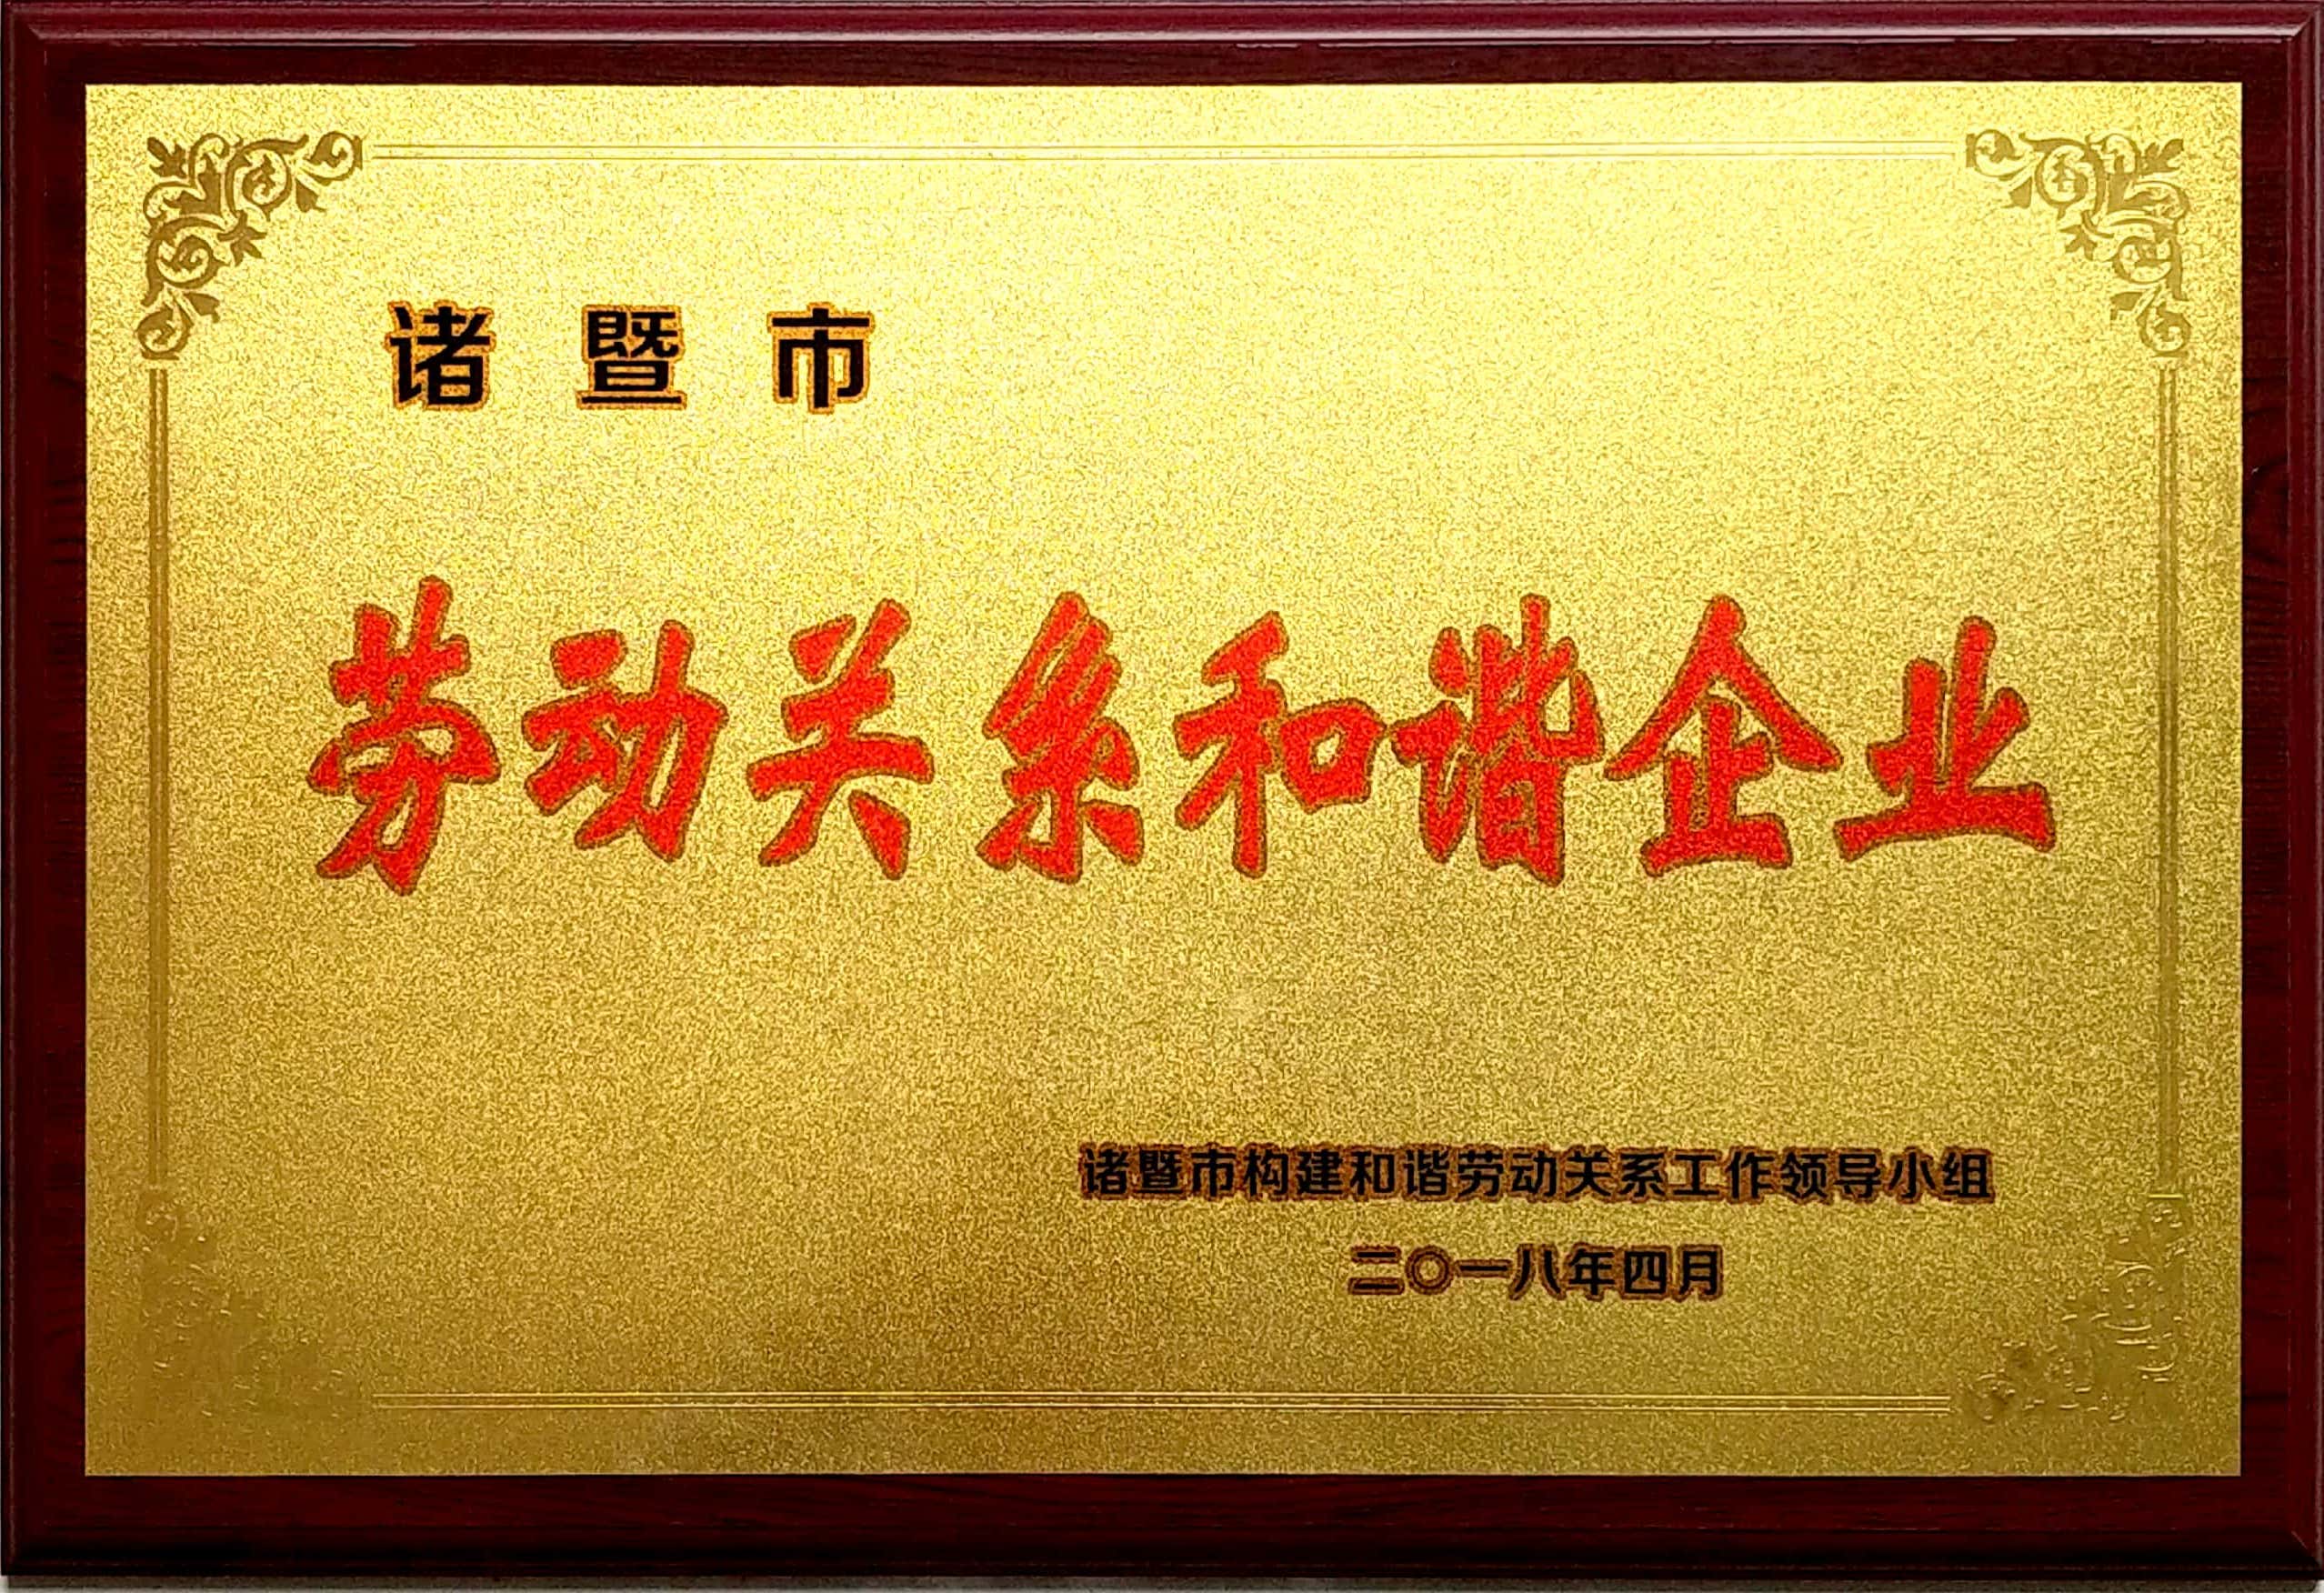 诸暨市
劳动关系和谐企业
诸暨市构建和谐劳动关系工作领导小组
二〇一八年四月